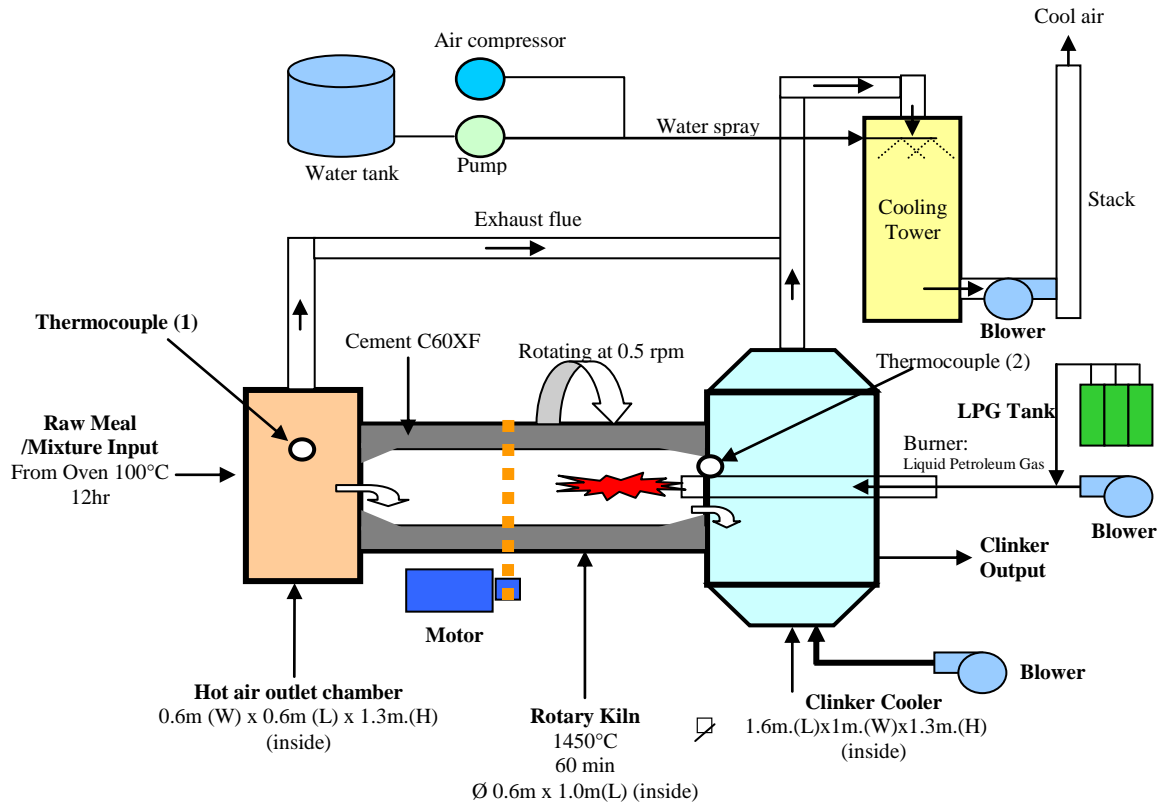 Cool air
Air compressor
Water spray
Water tank
Pump
Cooling
Tower
Stack
Exhaust flue
Blower
Thermocouple (1)
Cement C60XF
Rotating at 0.5 rpm
Thermocouple (2)
LPG Tank
Raw Meal
/Mixture Input
From Oven 100°C
12hr
Burner:
Liquid Petroleum Gas
Blower
Clinker
Output
Motor
Blower
Hot air outlet chamber
0.6m (W) x 0.6m (L) x 1.3m.(H)
(inside)
Rotary Kiln
1450°C
60 min
Ø 0.6m x 1.0m(L) (inside)
Clinker Cooler
1.6m.(L)x1m.(W)x1.3m.(H)
(inside)